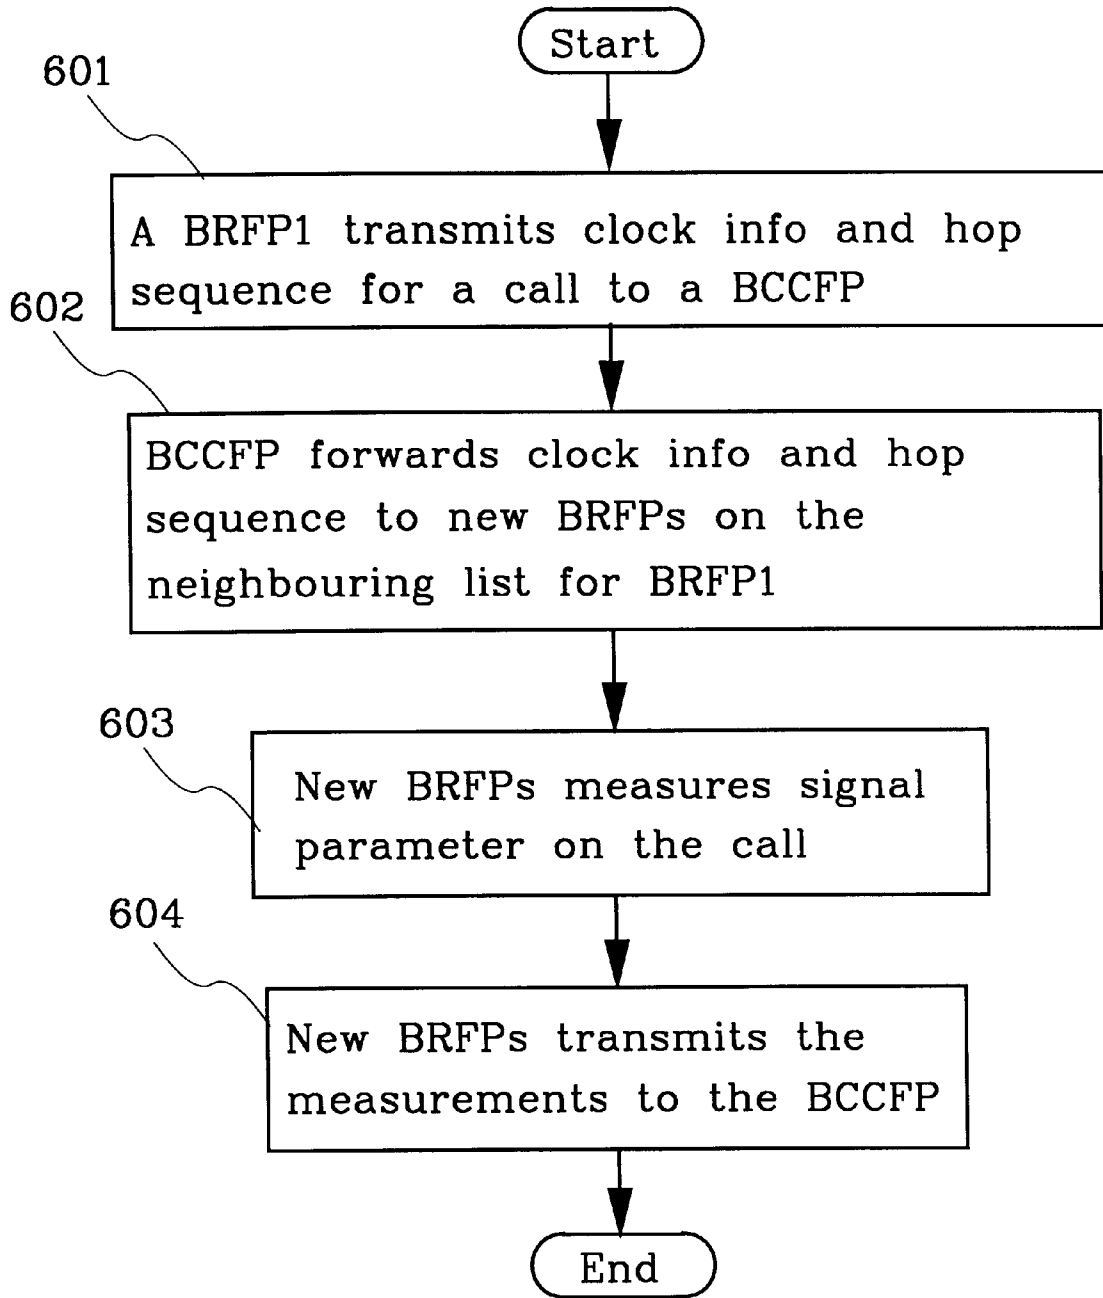 Start
601
A BRFP1 transmits clock info and hop
sequence for a call to a BCCFP
602
BCCFP forwards clock info and hop
sequence to new BRFPs on the
neighbouring list for BRFP1
603
New BRFPs measures signal
parameter on the call
604
New BRFPs transmits the
measurements to the BCCFP
End